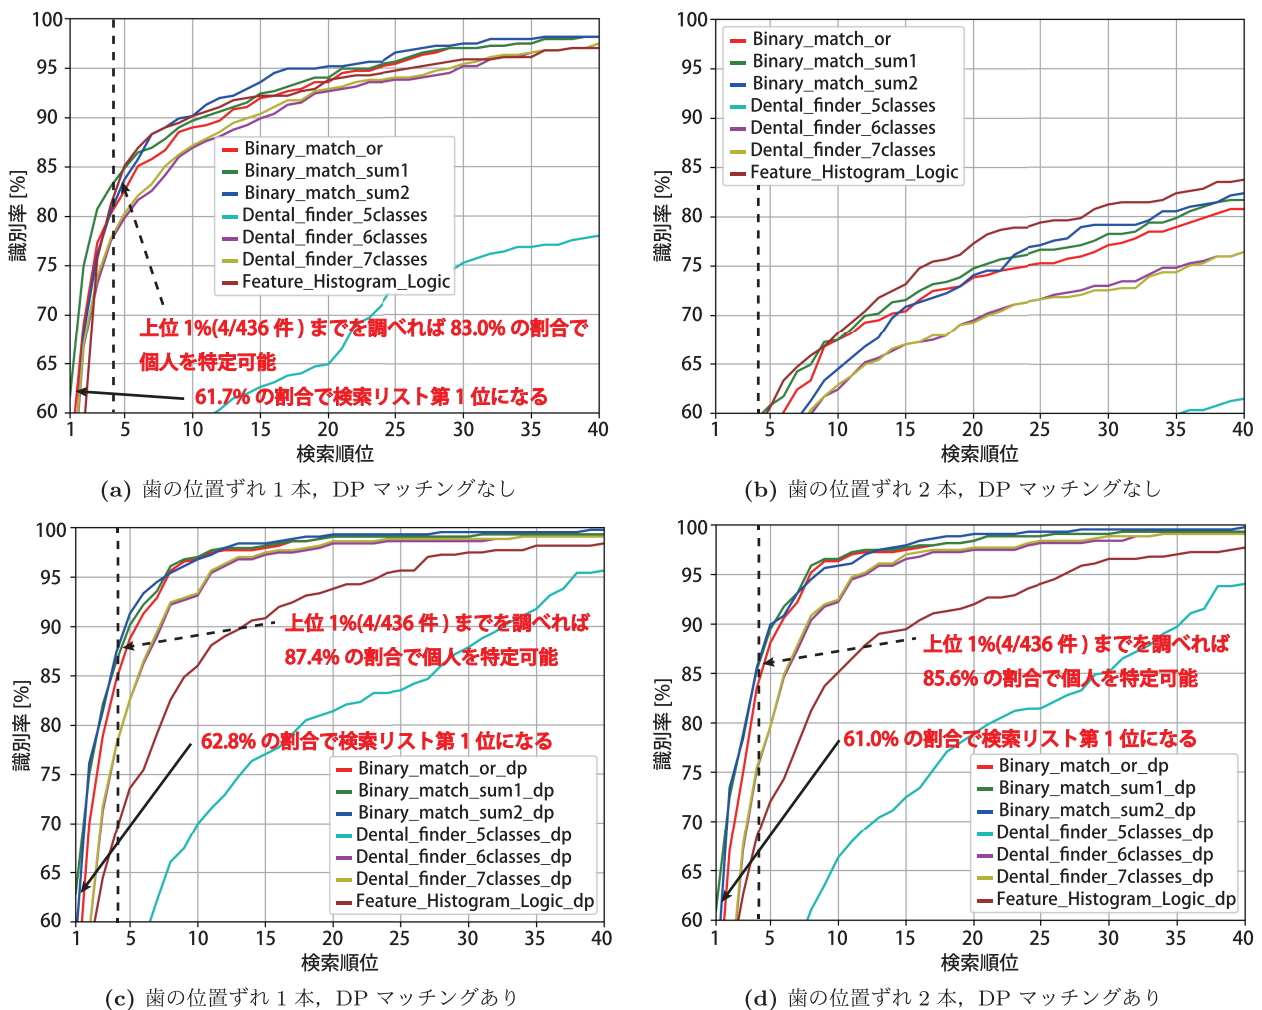 100
95
90
85
80
75
70
65
60
識別率 [%]
Binary_match_or
Binary_match_sum1
Binary_match_sum2
Dental_finder_5classes
Dental_finder_6classes
Dental_finder_7classes
Feature_Histogram_Logic
上位 1%(4/436 件 ) までを調べれば 83.0% の割合で
個人を特定可能
61.7% の割合で検索リスト第 1 位になる
1 5 10 15 20 25 30 35 40
検索順位
(a) 歯の位置ずれ 1 本，DP マッチングなし
100
95
90
85
80
75
70
65
60
識別率 [%]
Binary_match_or
Binary_match_sum1
Binary_match_sum2
Dental_finder_5classes
Dental_finder_6classes
Dental_finder_7classes
Feature_Histogram_Logic
1 5 10 15 20 25 30 35 40
検索順位
(b) 歯の位置ずれ 2 本，DP マッチングなし
100
95
90
85
80
75
70
65
60
識別率 [%]
上位 1%(4/436 件 ) までを調べれば
87.4% の割合で個人を特定可能
62.8% の割合で検索リスト第 1 位になる
Binary_match_or_dp
Binary_match_sum1_dp
Binary_match_sum2_dp
Dental_finder_5classes_dp
Dental_finder_6classes_dp
Dental_finder_7classes_dp
Feature_Histogram_Logic_dp
1 5 10 15 20 25 30 35 40
検索順位
(c) 歯の位置ずれ 1 本，DP マッチングあり
100
95
90
85
80
75
70
65
60
識別率 [%]
上位 1%(4/436 件 ) までを調べれば
85.6% の割合で個人を特定可能
61.0% の割合で検索リスト第 1 位になる
Binary_match_or_dp
Binary_match_sum1_dp
Binary_match_sum2_dp
Dental_finder_5classes_dp
Dental_finder_6classes_dp
Dental_finder_7classes_dp
Feature_Histogram_Logic_dp
1 5 10 15 20 25 30 35 40
検索順位
(d) 歯の位置ずれ 2 本，DP マッチングあり